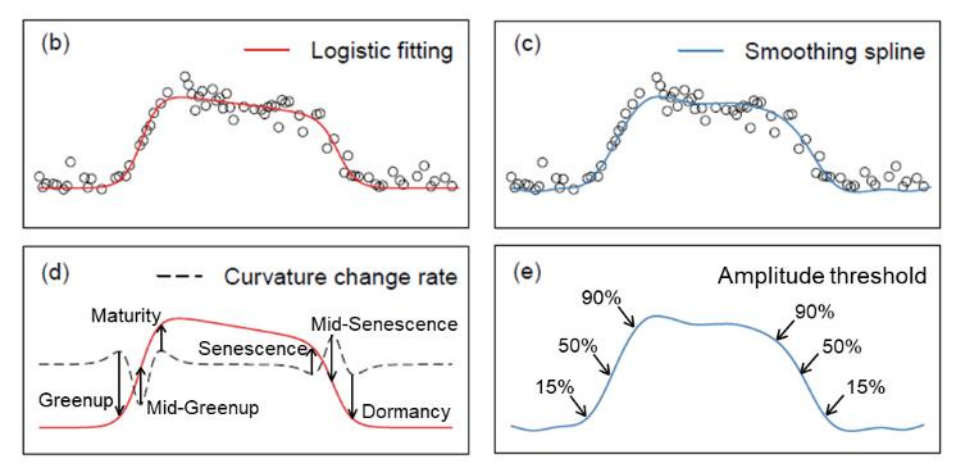 (b)
Logistic fitting
(c)
Smoothing spline
(d)
Curvature change rate
Maturity
Mid-Senescence
Senescence
Greenup
Mid-Greenup
Dormancy
(e)
Amplitude threshold
90%
90%
50%
50%
15%
15%